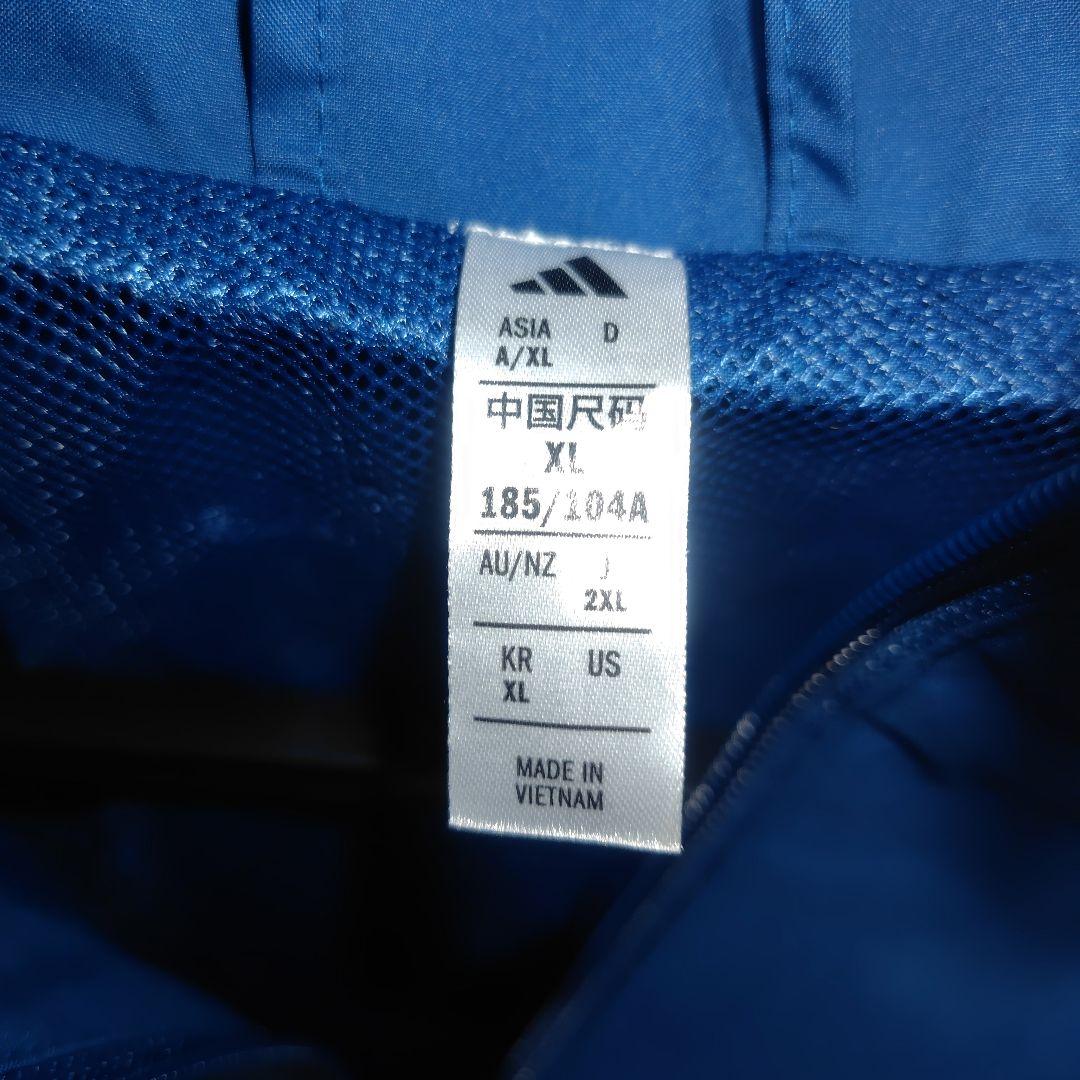 ASIA D
A/XL
中国尺码
XL
185/104A
AU/NZ J
2XL
KR US
XL
MADE IN
VIETNAM